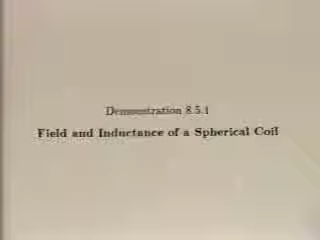 Demonstration 8.5.1
Field and Inductance of a Spherical Coil